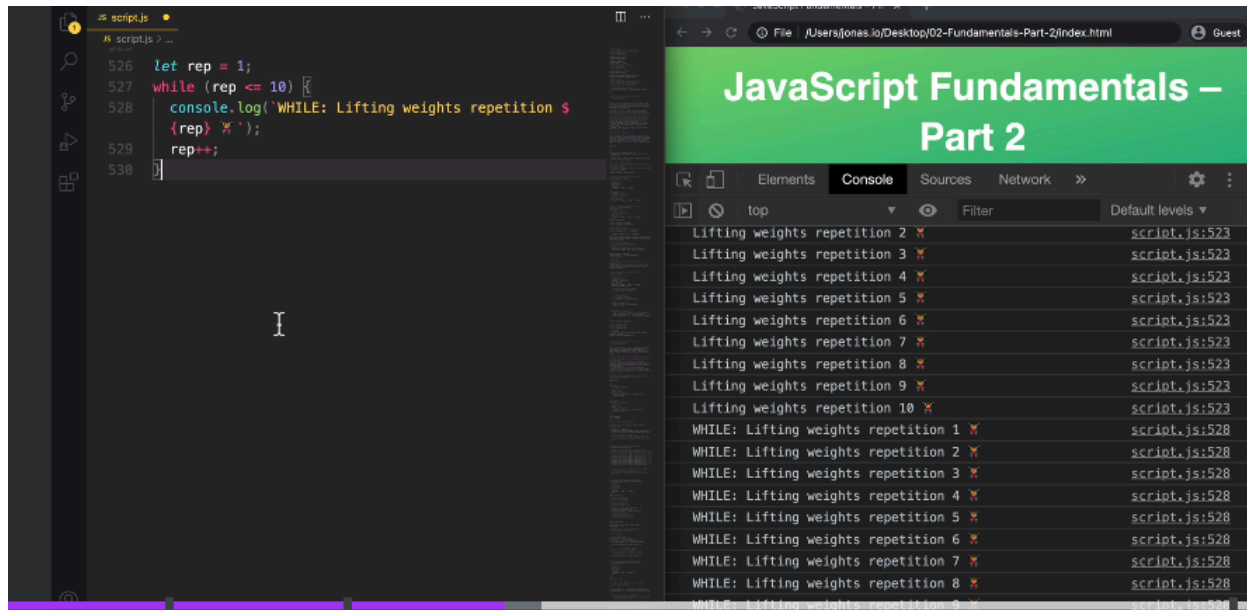 JS script.js
JS script.js > ...
1
526 let rep = 1;
527 while (rep <= 10) {
528 console.log(`WHILE: Lifting weights repetition $
{rep} 🏋️`);
529 rep++;
530 }
File /Users/jonas.io/Desktop/02-Fundamentals-Part-2/index.html Guest
JavaScript Fundamentals –
Part 2
Elements Console Sources Network »
top Filter Default levels ▼
Lifting weights repetition 2 🏋️ script.js:523
Lifting weights repetition 3 🏋️ script.js:523
Lifting weights repetition 4 🏋️ script.js:523
Lifting weights repetition 5 🏋️ script.js:523
Lifting weights repetition 6 🏋️ script.js:523
Lifting weights repetition 7 🏋️ script.js:523
Lifting weights repetition 8 🏋️ script.js:523
Lifting weights repetition 9 🏋️ script.js:523
Lifting weights repetition 10 🏋️ script.js:523
WHILE: Lifting weights repetition 1 🏋️ script.js:528
WHILE: Lifting weights repetition 2 🏋️ script.js:528
WHILE: Lifting weights repetition 3 🏋️ script.js:528
WHILE: Lifting weights repetition 4 🏋️ script.js:528
WHILE: Lifting weights repetition 5 🏋️ script.js:528
WHILE: Lifting weights repetition 6 🏋️ script.js:528
WHILE: Lifting weights repetition 7 🏋️ script.js:528
WHILE: Lifting weights repetition 8 🏋️ script.js:528
WHILE: Lifting weights repetition 9 🏋️ script.js:528